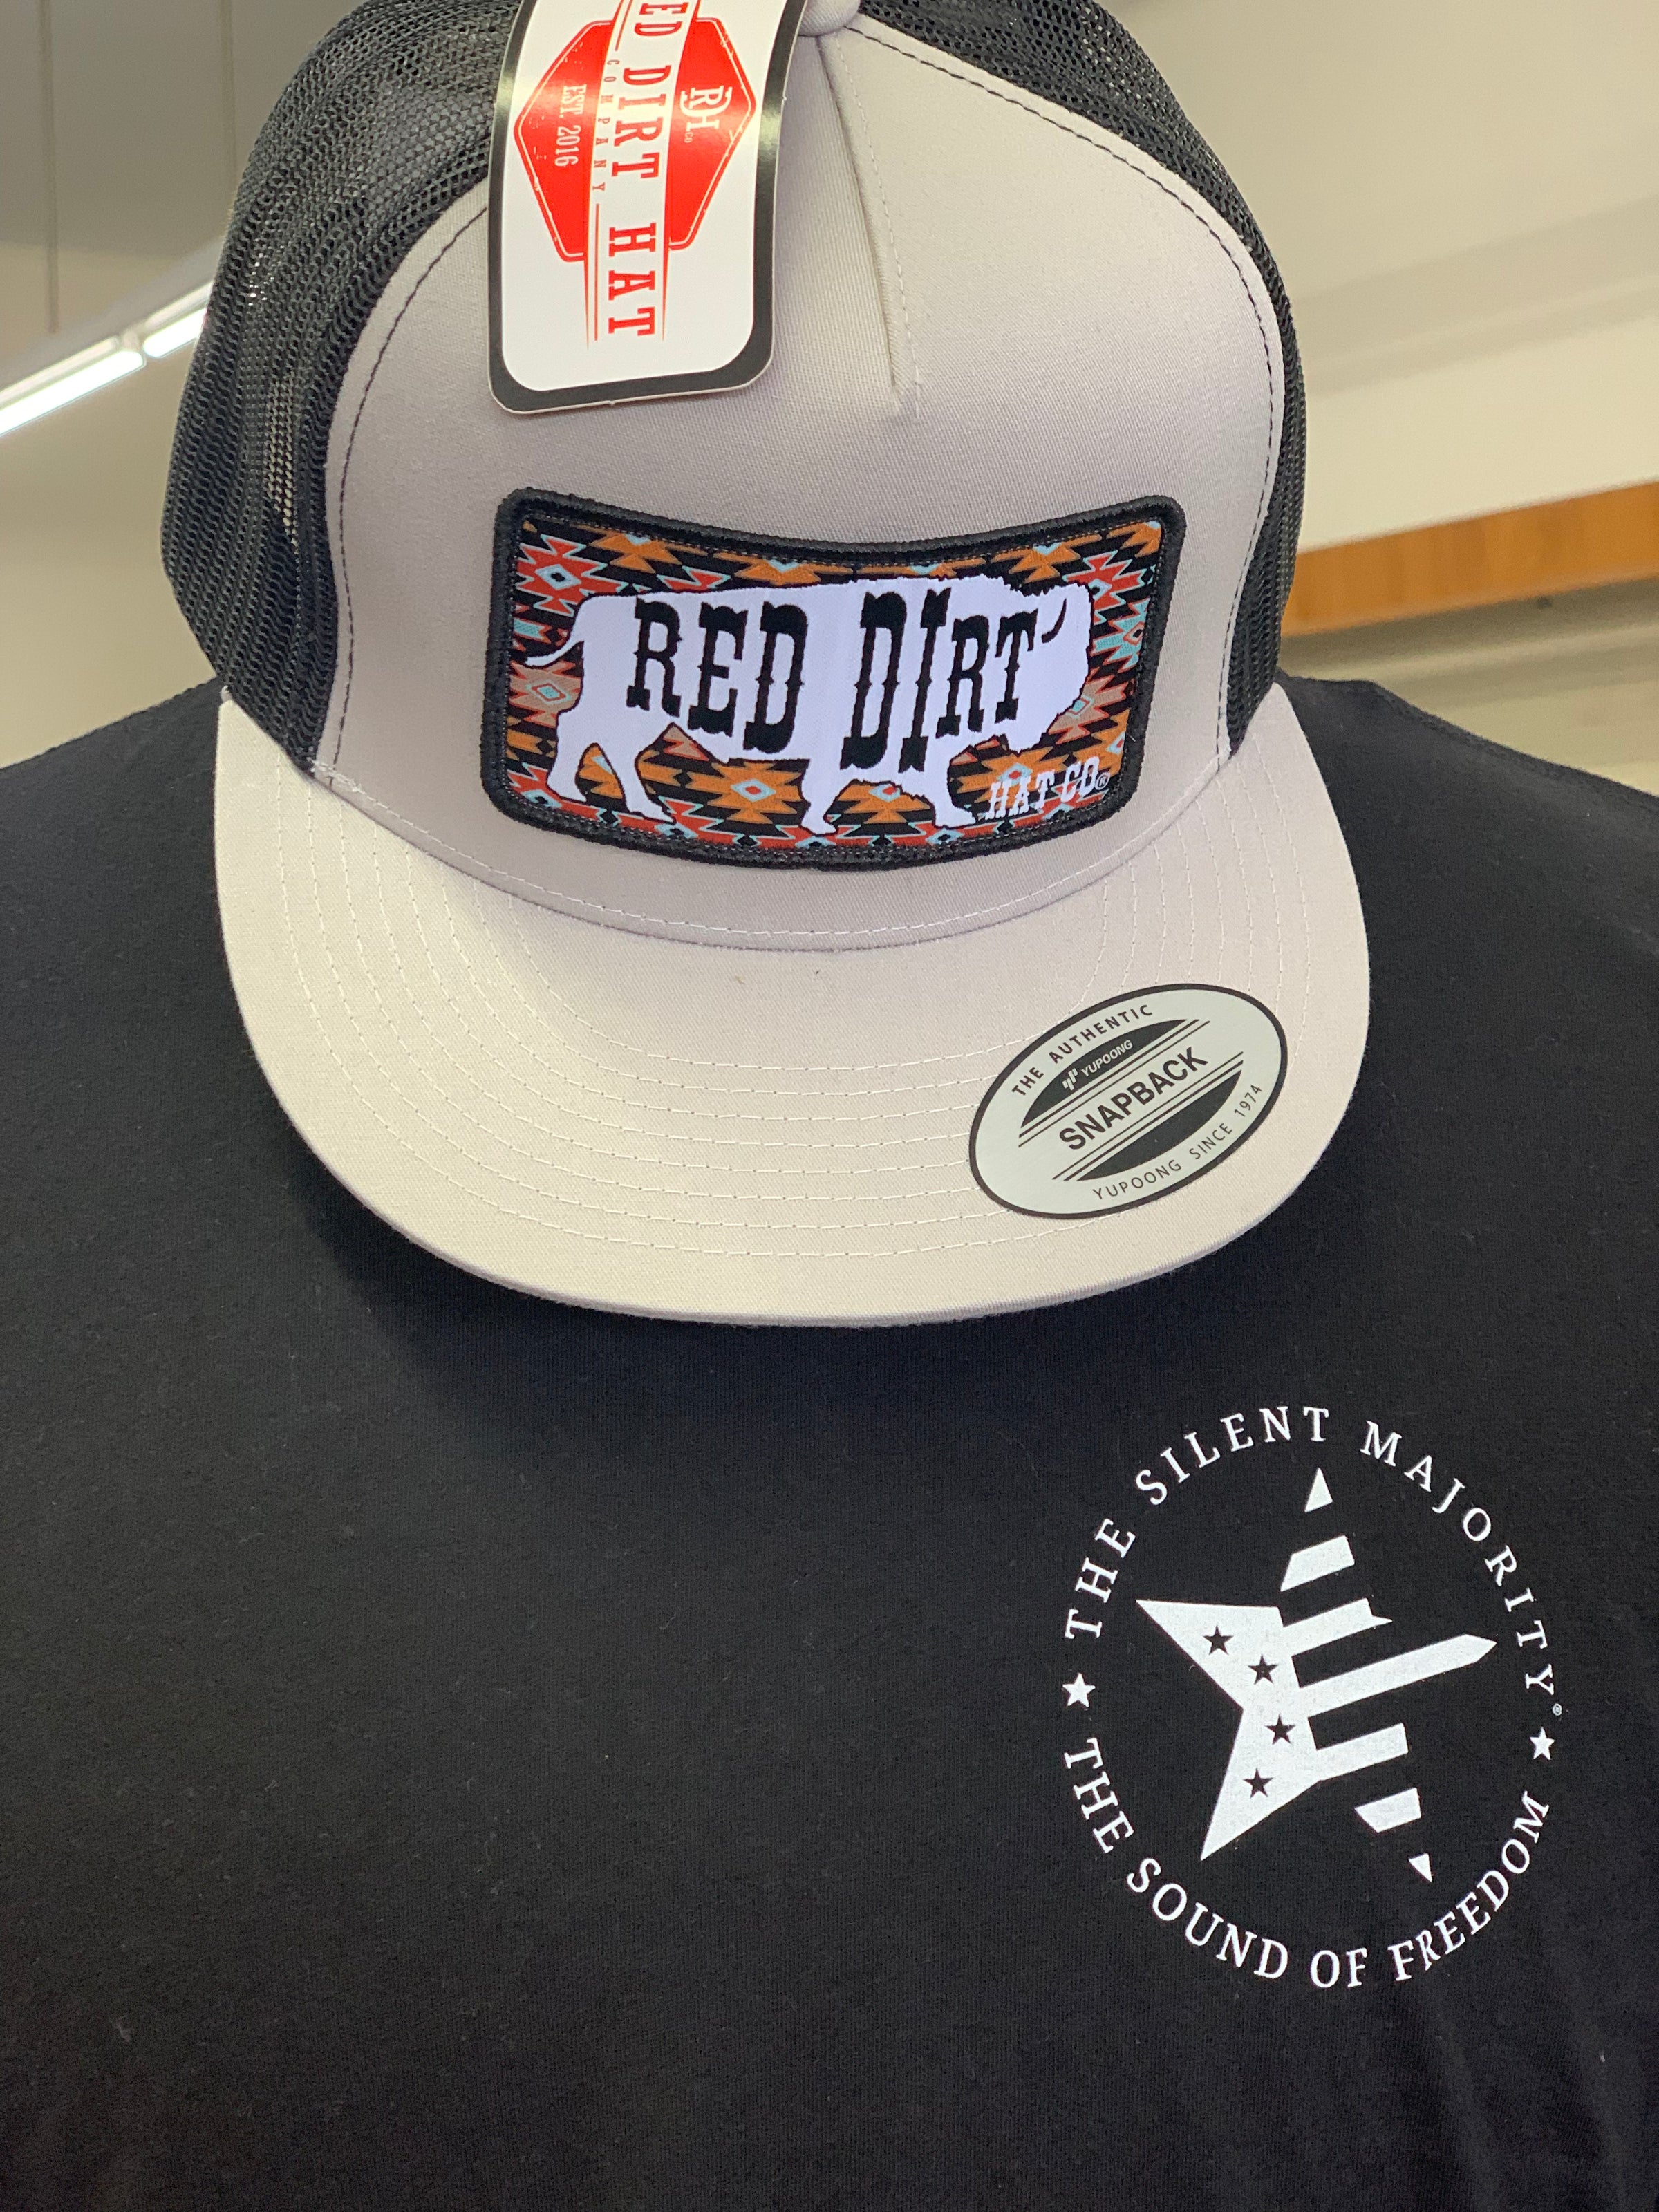 RED DIRT HAT
COMPANY
RDH
CO
EST. 2016
RED DIRT
HAT CO®
THE AUTHENTIC
YUPOONG
SNAPBACK
YUPOONG SINCE 1974
THE SILENT MAJORITY®
THE SOUND OF FREEDOM